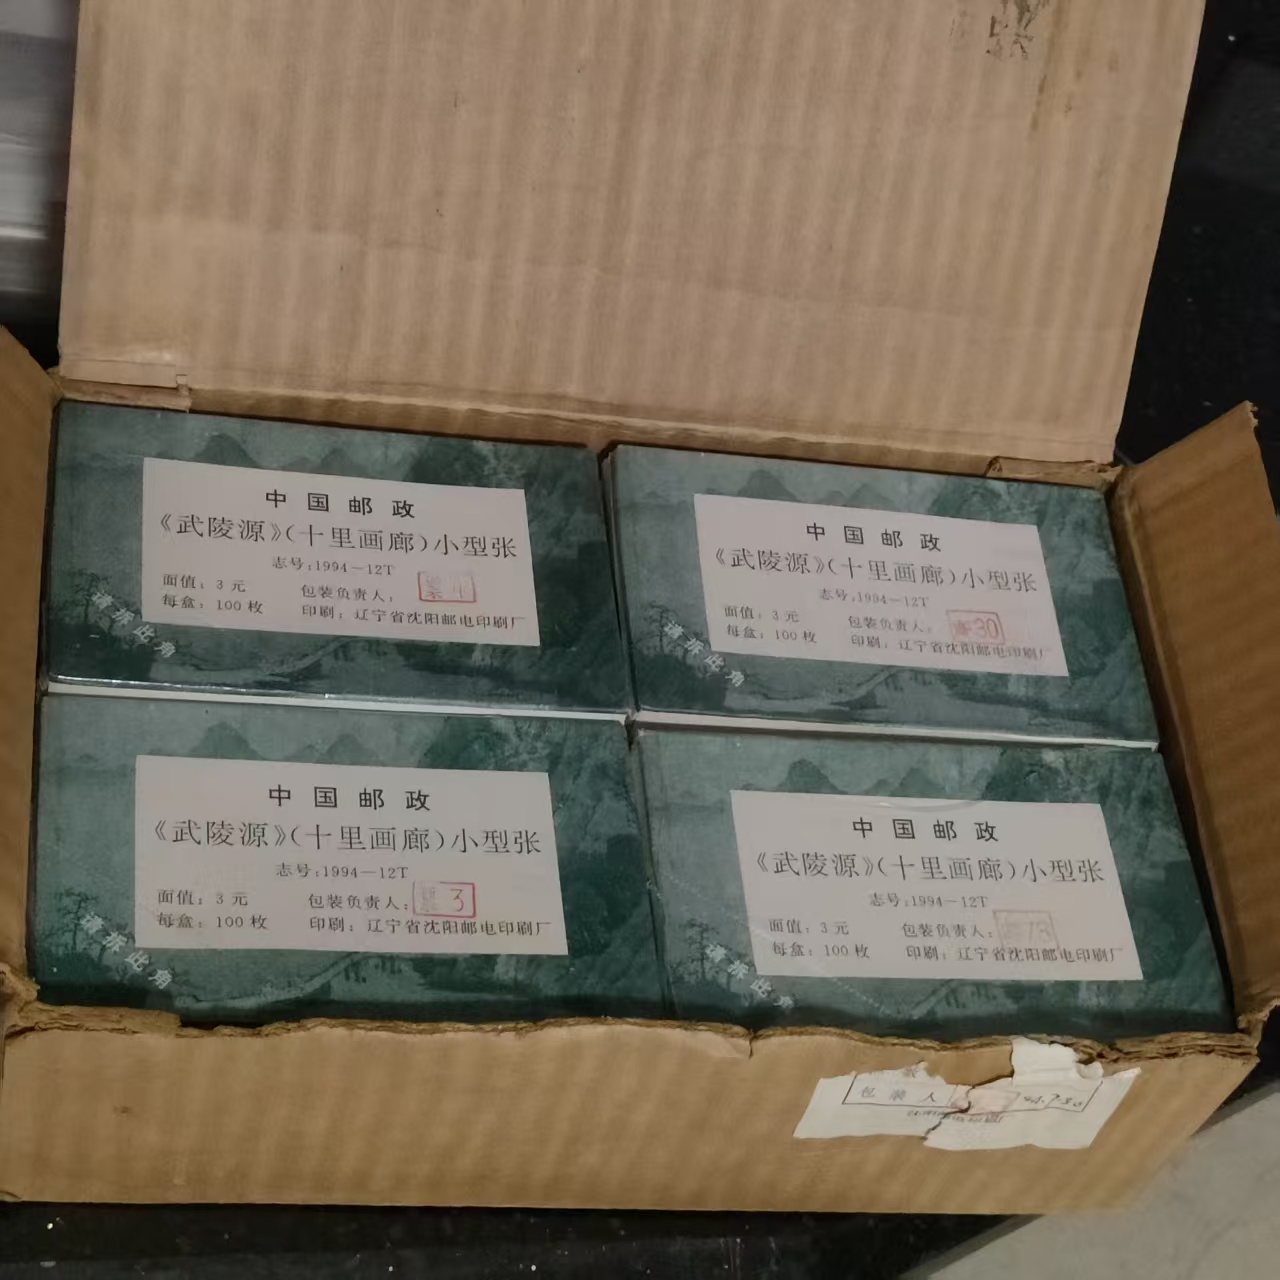 中国邮政
《武陵源》(十里画廊)小型张
志号:1994—12T
面值：3元 包装负责人：
每盒：100枚 印刷：辽宁省沈阳邮电印刷厂
请撕此角
中国邮政
《武陵源》(十里画廊)小型张
志号:1994—12T
面值：3元 包装负责人： 30
每盒：100枚 印刷：辽宁省沈阳邮电印刷厂
请撕此角
中国邮政
《武陵源》(十里画廊)小型张
志号:1994—12T
面值：3元 包装负责人： 3
每盒：100枚 印刷：辽宁省沈阳邮电印刷厂
请撕此角
中国邮政
《武陵源》(十里画廊)小型张
志号:1994—12T
面值：3元 包装负责人：
每盒：100枚 印刷：辽宁省沈阳邮电印刷厂
请撕此角
包装人 94.7.30